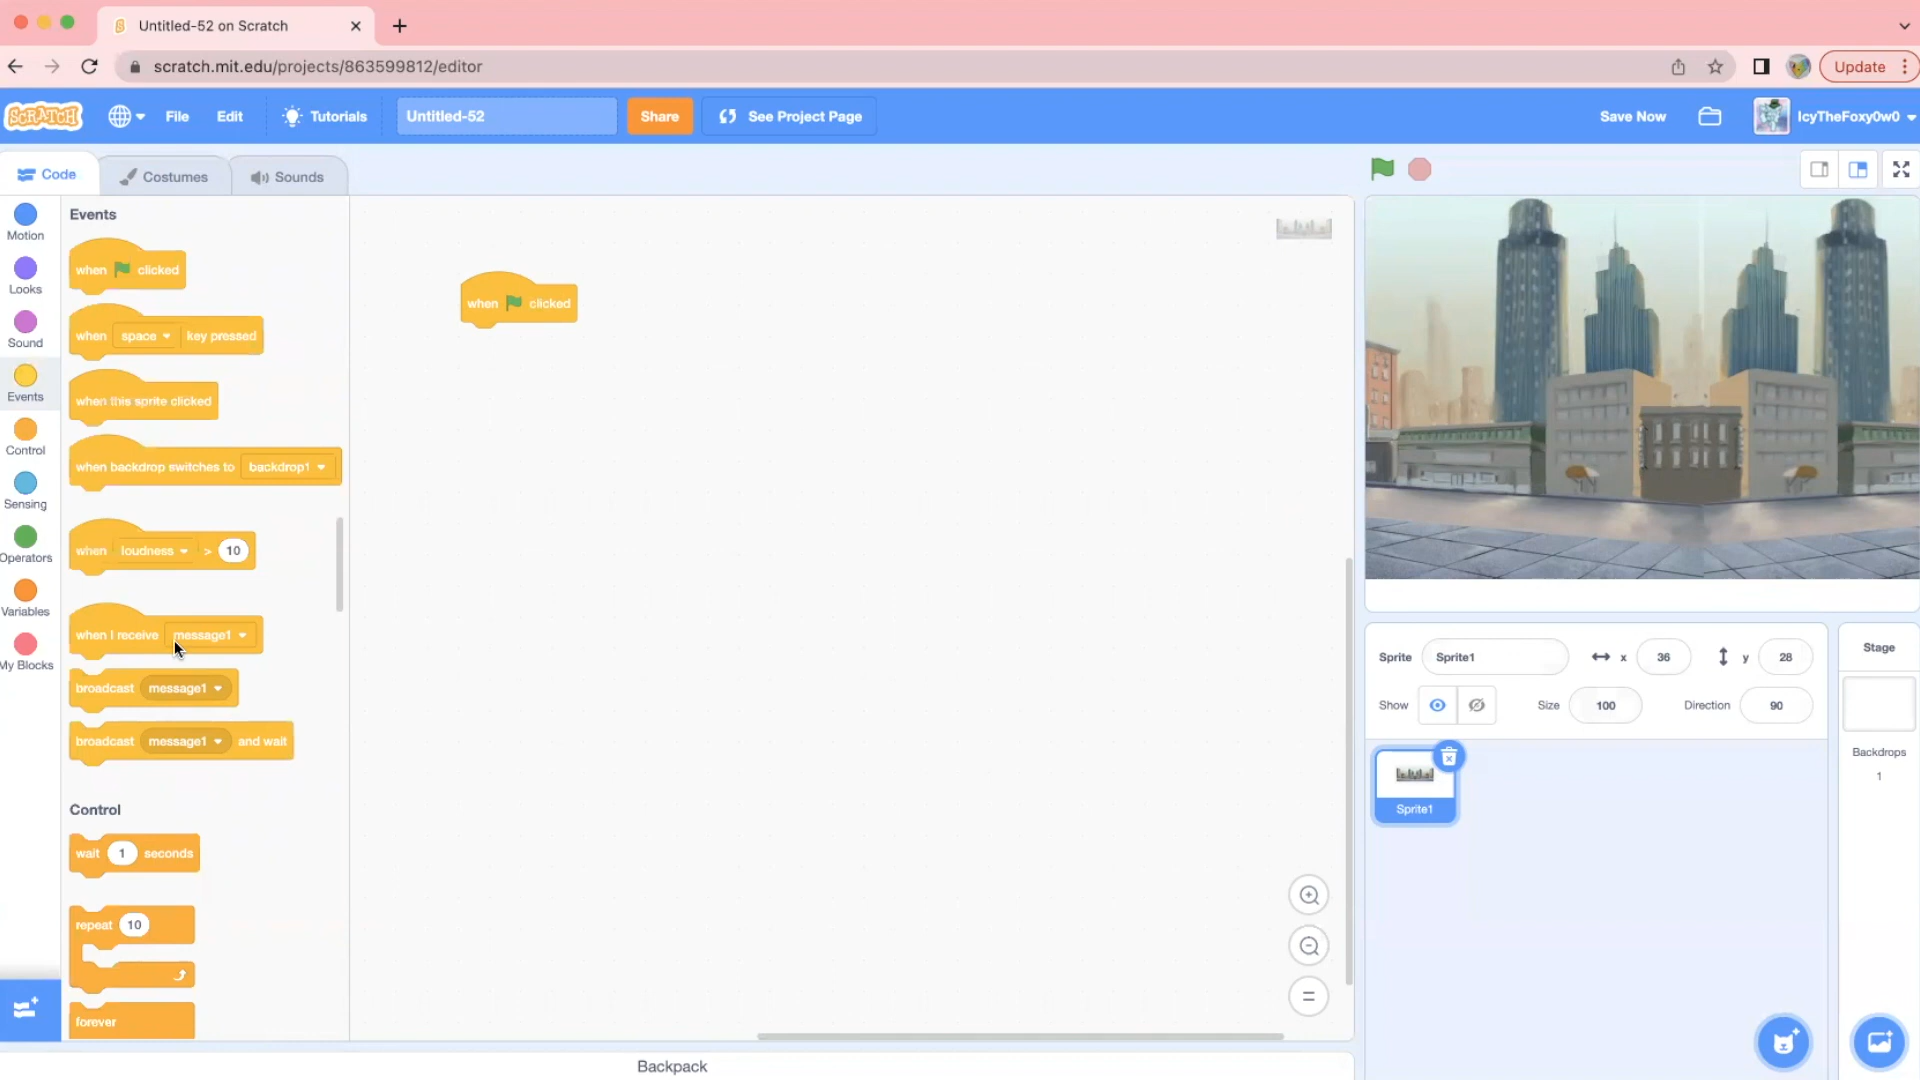 Untitled-52 on Scratch
scratch.mit.edu/projects/863599812/editor
Update
SCRATCH
File
Edit
Tutorials
Untitled-52
Share
See Project Page
Save Now
IcyTheFoxy0w0
Code
Costumes
Sounds
Motion
Looks
Sound
Events
Control
Sensing
Operators
Variables
My Blocks
Events
when clicked
when space key pressed
when this sprite clicked
when backdrop switches to backdrop1
when loudness > 10
when I receive message1
broadcast message1
broadcast message1 and wait
Control
wait 1 seconds
repeat 10
forever
when clicked
Backpack
Sprite Sprite1 x 36 y 28
Show Size 100 Direction 90
Sprite1
Stage
Backdrops
1